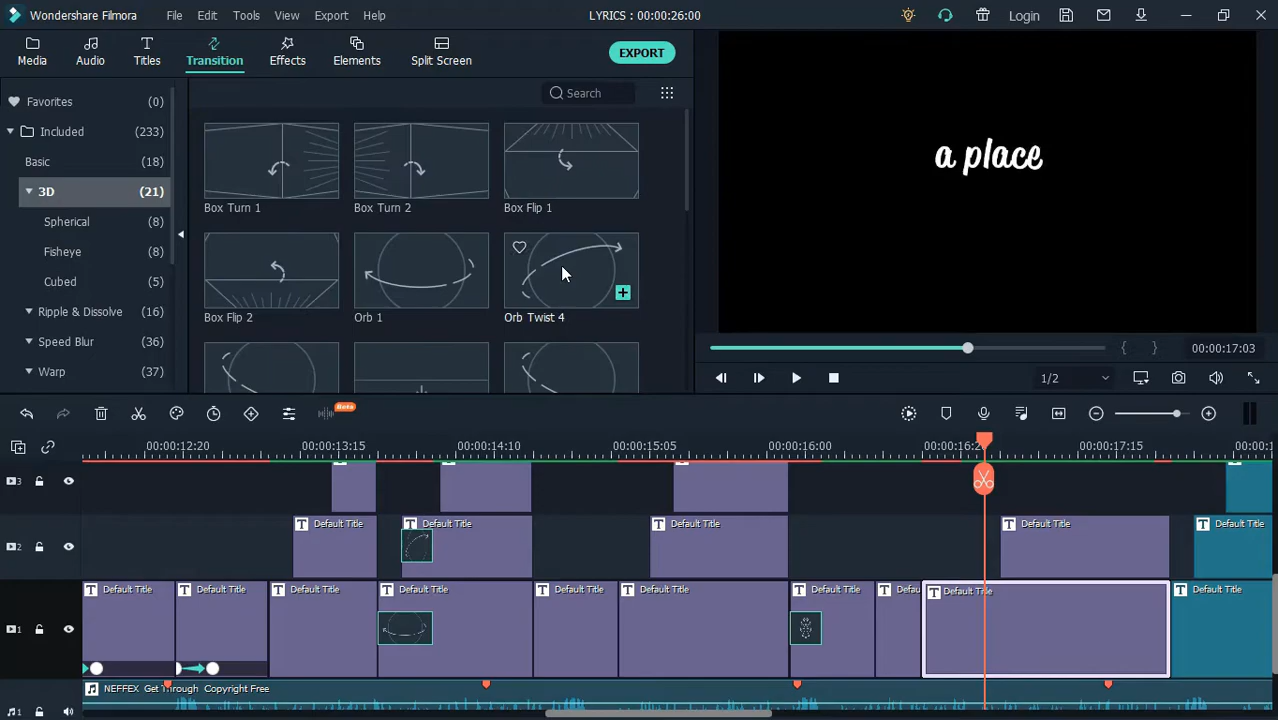 Wondershare Filmora
File
Edit
Tools
View
Export
Help
LYRICS : 00:00:26:00
Login
Media
Audio
Titles
Transition
Effects
Elements
Split Screen
EXPORT
Favorites (0)
Included (233)
Basic (18)
3D (21)
Spherical (8)
Fisheye (8)
Cubed (5)
Ripple & Dissolve (16)
Speed Blur (36)
Warp (37)
Search
Box Turn 1
Box Turn 2
Box Flip 1
Box Flip 2
Orb 1
Orb Twist 4
a place
00:00:17:03
1/2
Beta
00:00:12:20
00:00:13:15
00:00:14:10
00:00:15:05
00:00:16:00
00:00:17:15
3
2
T Default Title
T Default Title
T Default Title
T Default Title
T Default Title
1
T Default Title
T Default Title
T Default Title
T Default Title
T Default Title
T Default Title
T Default Title
T Defau
T Default Title
T Default Title
1
NEFFEX Get Through Copyright Free